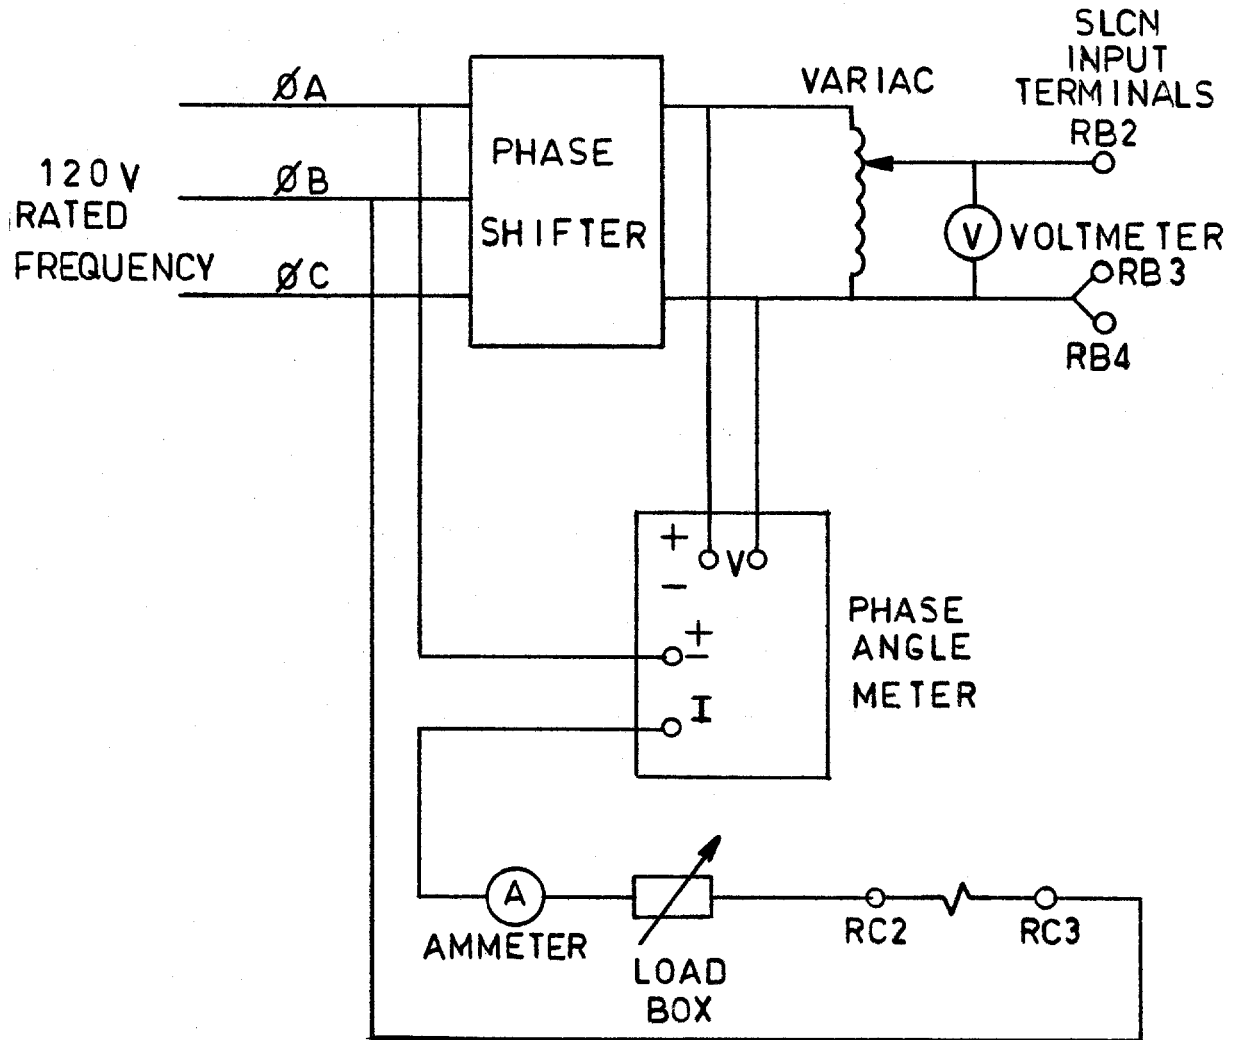 SLCN
INPUT
TERMINALS
RB2
VARIAC
ØA
PHASE
SHIFTER
120V
RATED
FREQUENCY
ØB
ØC
V
VOLTMETER
RB3
RB4
+
-
V
+
-
I
PHASE
ANGLE
METER
A
AMMETER
LOAD
BOX
RC2
RC3